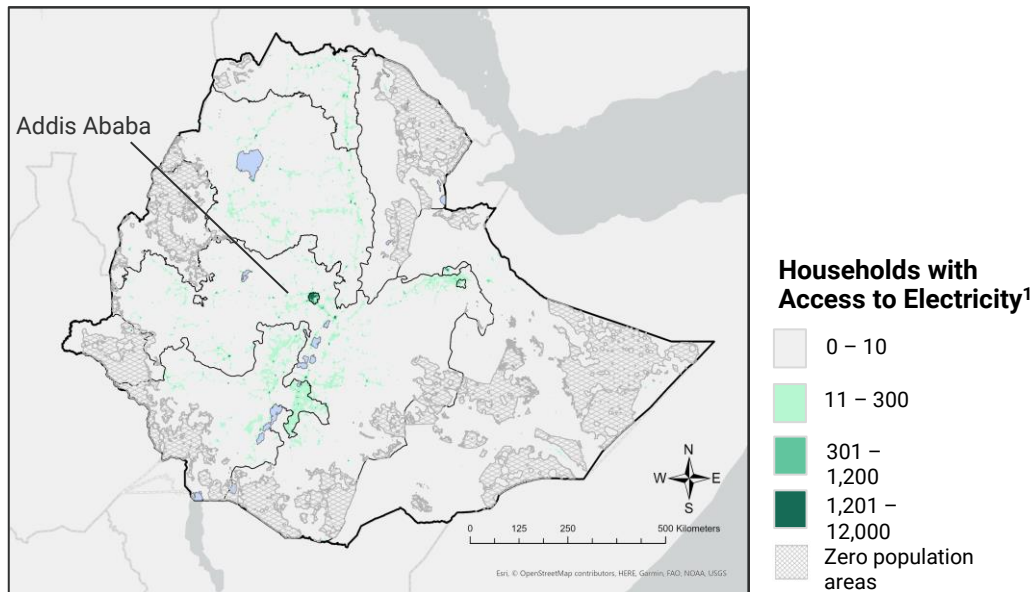 Addis Ababa
N
W E
S
0 125 250 500 Kilometers
Esri, © OpenStreetMap contributors, HERE, Garmin, FAO, NOAA, USGS
Households with
Access to Electricity¹
0 – 10
11 – 300
301 –
1,200
1,201 –
12,000
Zero population
areas